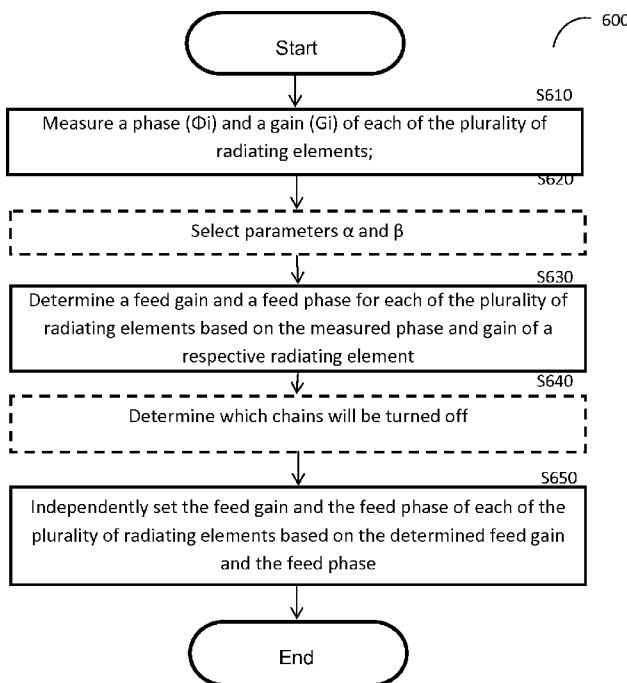 Start
600
S610
Measure a phase (Φi) and a gain (Gi) of each of the plurality of
radiating elements;
S620
Select parameters α and β
S630
Determine a feed gain and a feed phase for each of the plurality of
radiating elements based on the measured phase and gain of a
respective radiating element
S640
Determine which chains will be turned off
S650
Independently set the feed gain and the feed phase of each of the
plurality of radiating elements based on the determined feed gain
and the feed phase
End